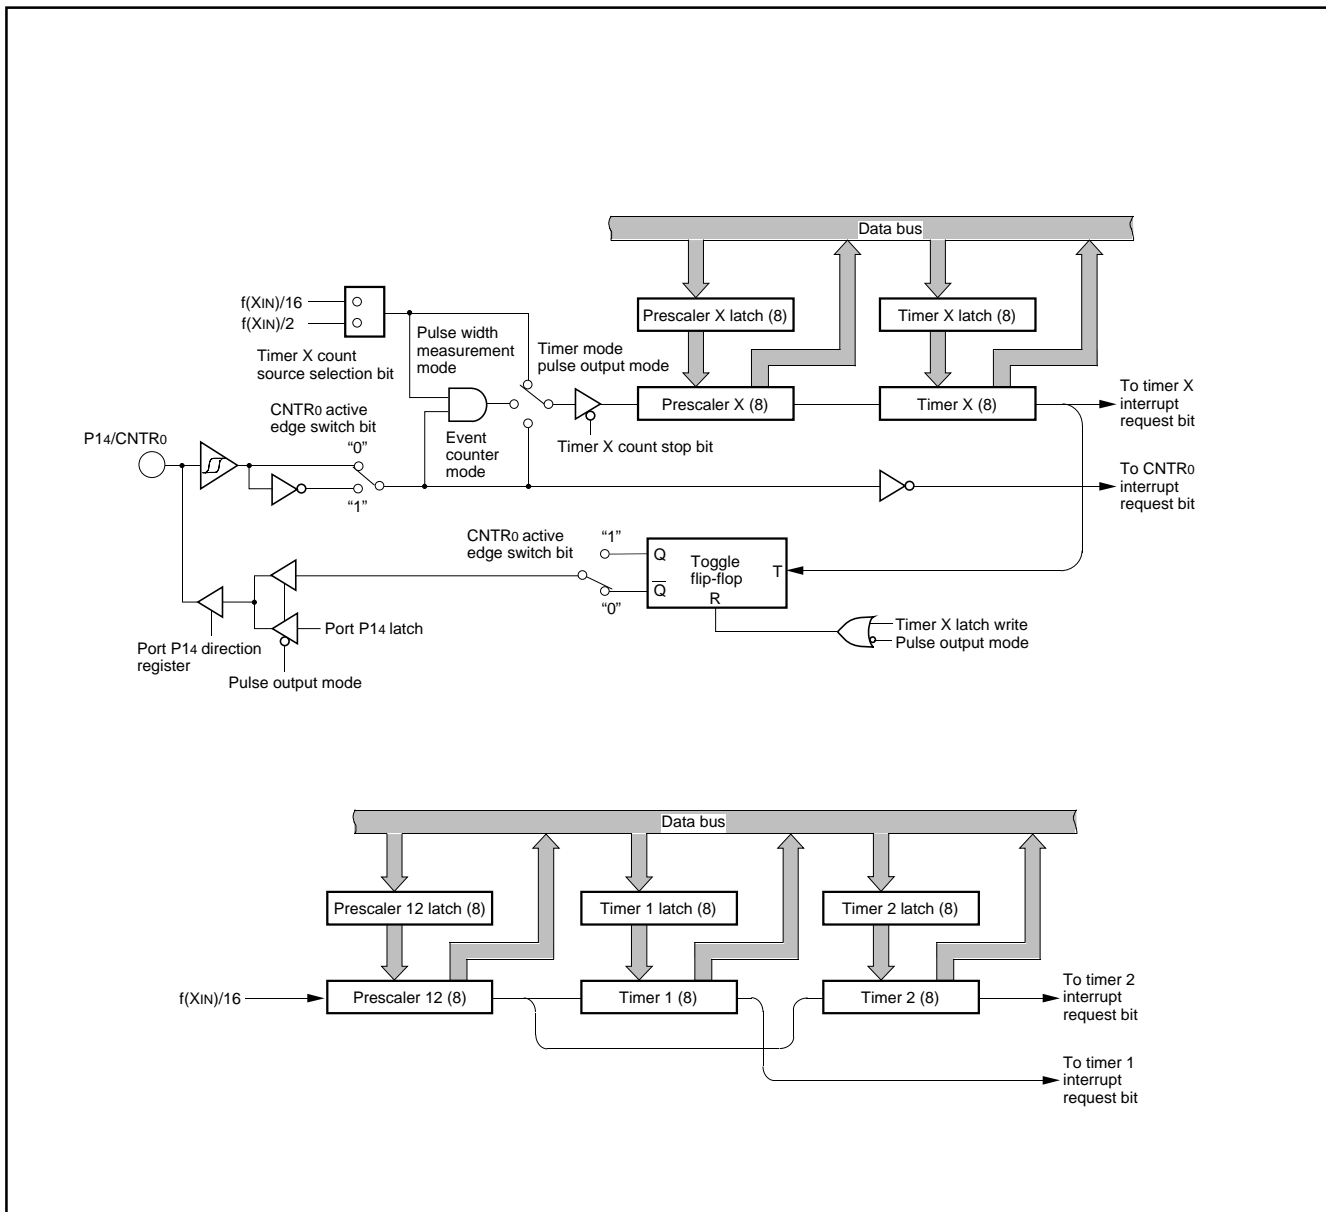 Data bus
f(XIN)/16
f(XIN)/2
Timer X count
source selection bit
Pulse width
measurement
mode
Timer mode
pulse output mode
Prescaler X latch (8)
Timer X latch (8)
Prescaler X (8)
Timer X (8)
To timer X
interrupt
request bit
CNTR0 active
edge switch bit
P14/CNTR0
“0”
“1”
Event
counter
mode
Timer X count stop bit
To CNTR0
interrupt
request bit
CNTR0 active
edge switch bit
“1”
“0”
Q
Q̅
Toggle
flip-flop
T
R
Timer X latch write
Pulse output mode
Port P14 latch
Port P14 direction
register
Pulse output mode
Data bus
Prescaler 12 latch (8)
Timer 1 latch (8)
Timer 2 latch (8)
f(XIN)/16
Prescaler 12 (8)
Timer 1 (8)
Timer 2 (8)
To timer 2
interrupt
request bit
To timer 1
interrupt
request bit